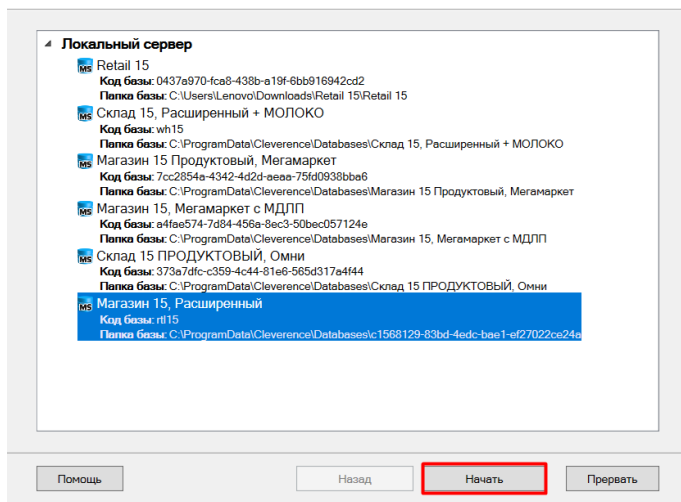 Локальный сервер
MS Retail 15
Код базы: 0437a970-fca8-438b-a19f-6bb916942cd2
Папка базы: C:\Users\Lenovo\Downloads\Retail 15\Retail 15
MS Склад 15, Расширенный + МОЛОКО
Код базы: wh15
Папка базы: C:\ProgramData\Cleverence\Databases\Склад 15, Расширенный + МОЛОКО
MS Магазин 15 Продуктовый, Мегамаркет
Код базы: 7cc2854a-4342-4d2d-aeaa-75fd0938bba6
Папка базы: C:\ProgramData\Cleverence\Databases\Магазин 15 Продуктовый, Мегамаркет
MS Магазин 15, Мегамаркет с МДЛП
Код базы: a4fae574-7d84-456a-8ec3-50bec057124e
Папка базы: C:\ProgramData\Cleverence\Databases\Магазин 15, Мегамаркет с МДЛП
MS Склад 15 ПРОДУКТОВЫЙ, Омни
Код базы: 373a7dfc-c359-4c44-81e6-565d317a4f44
Папка базы: C:\ProgramData\Cleverence\Databases\Склад 15 ПРОДУКТОВЫЙ, Омни
MS Магазин 15, Расширенный
Код базы: rtl15
Папка базы: C:\ProgramData\Cleverence\Databases\c1568129-83bd-4edc-bae1-ef27022ce24a
Помощь Назад Начать Прервать